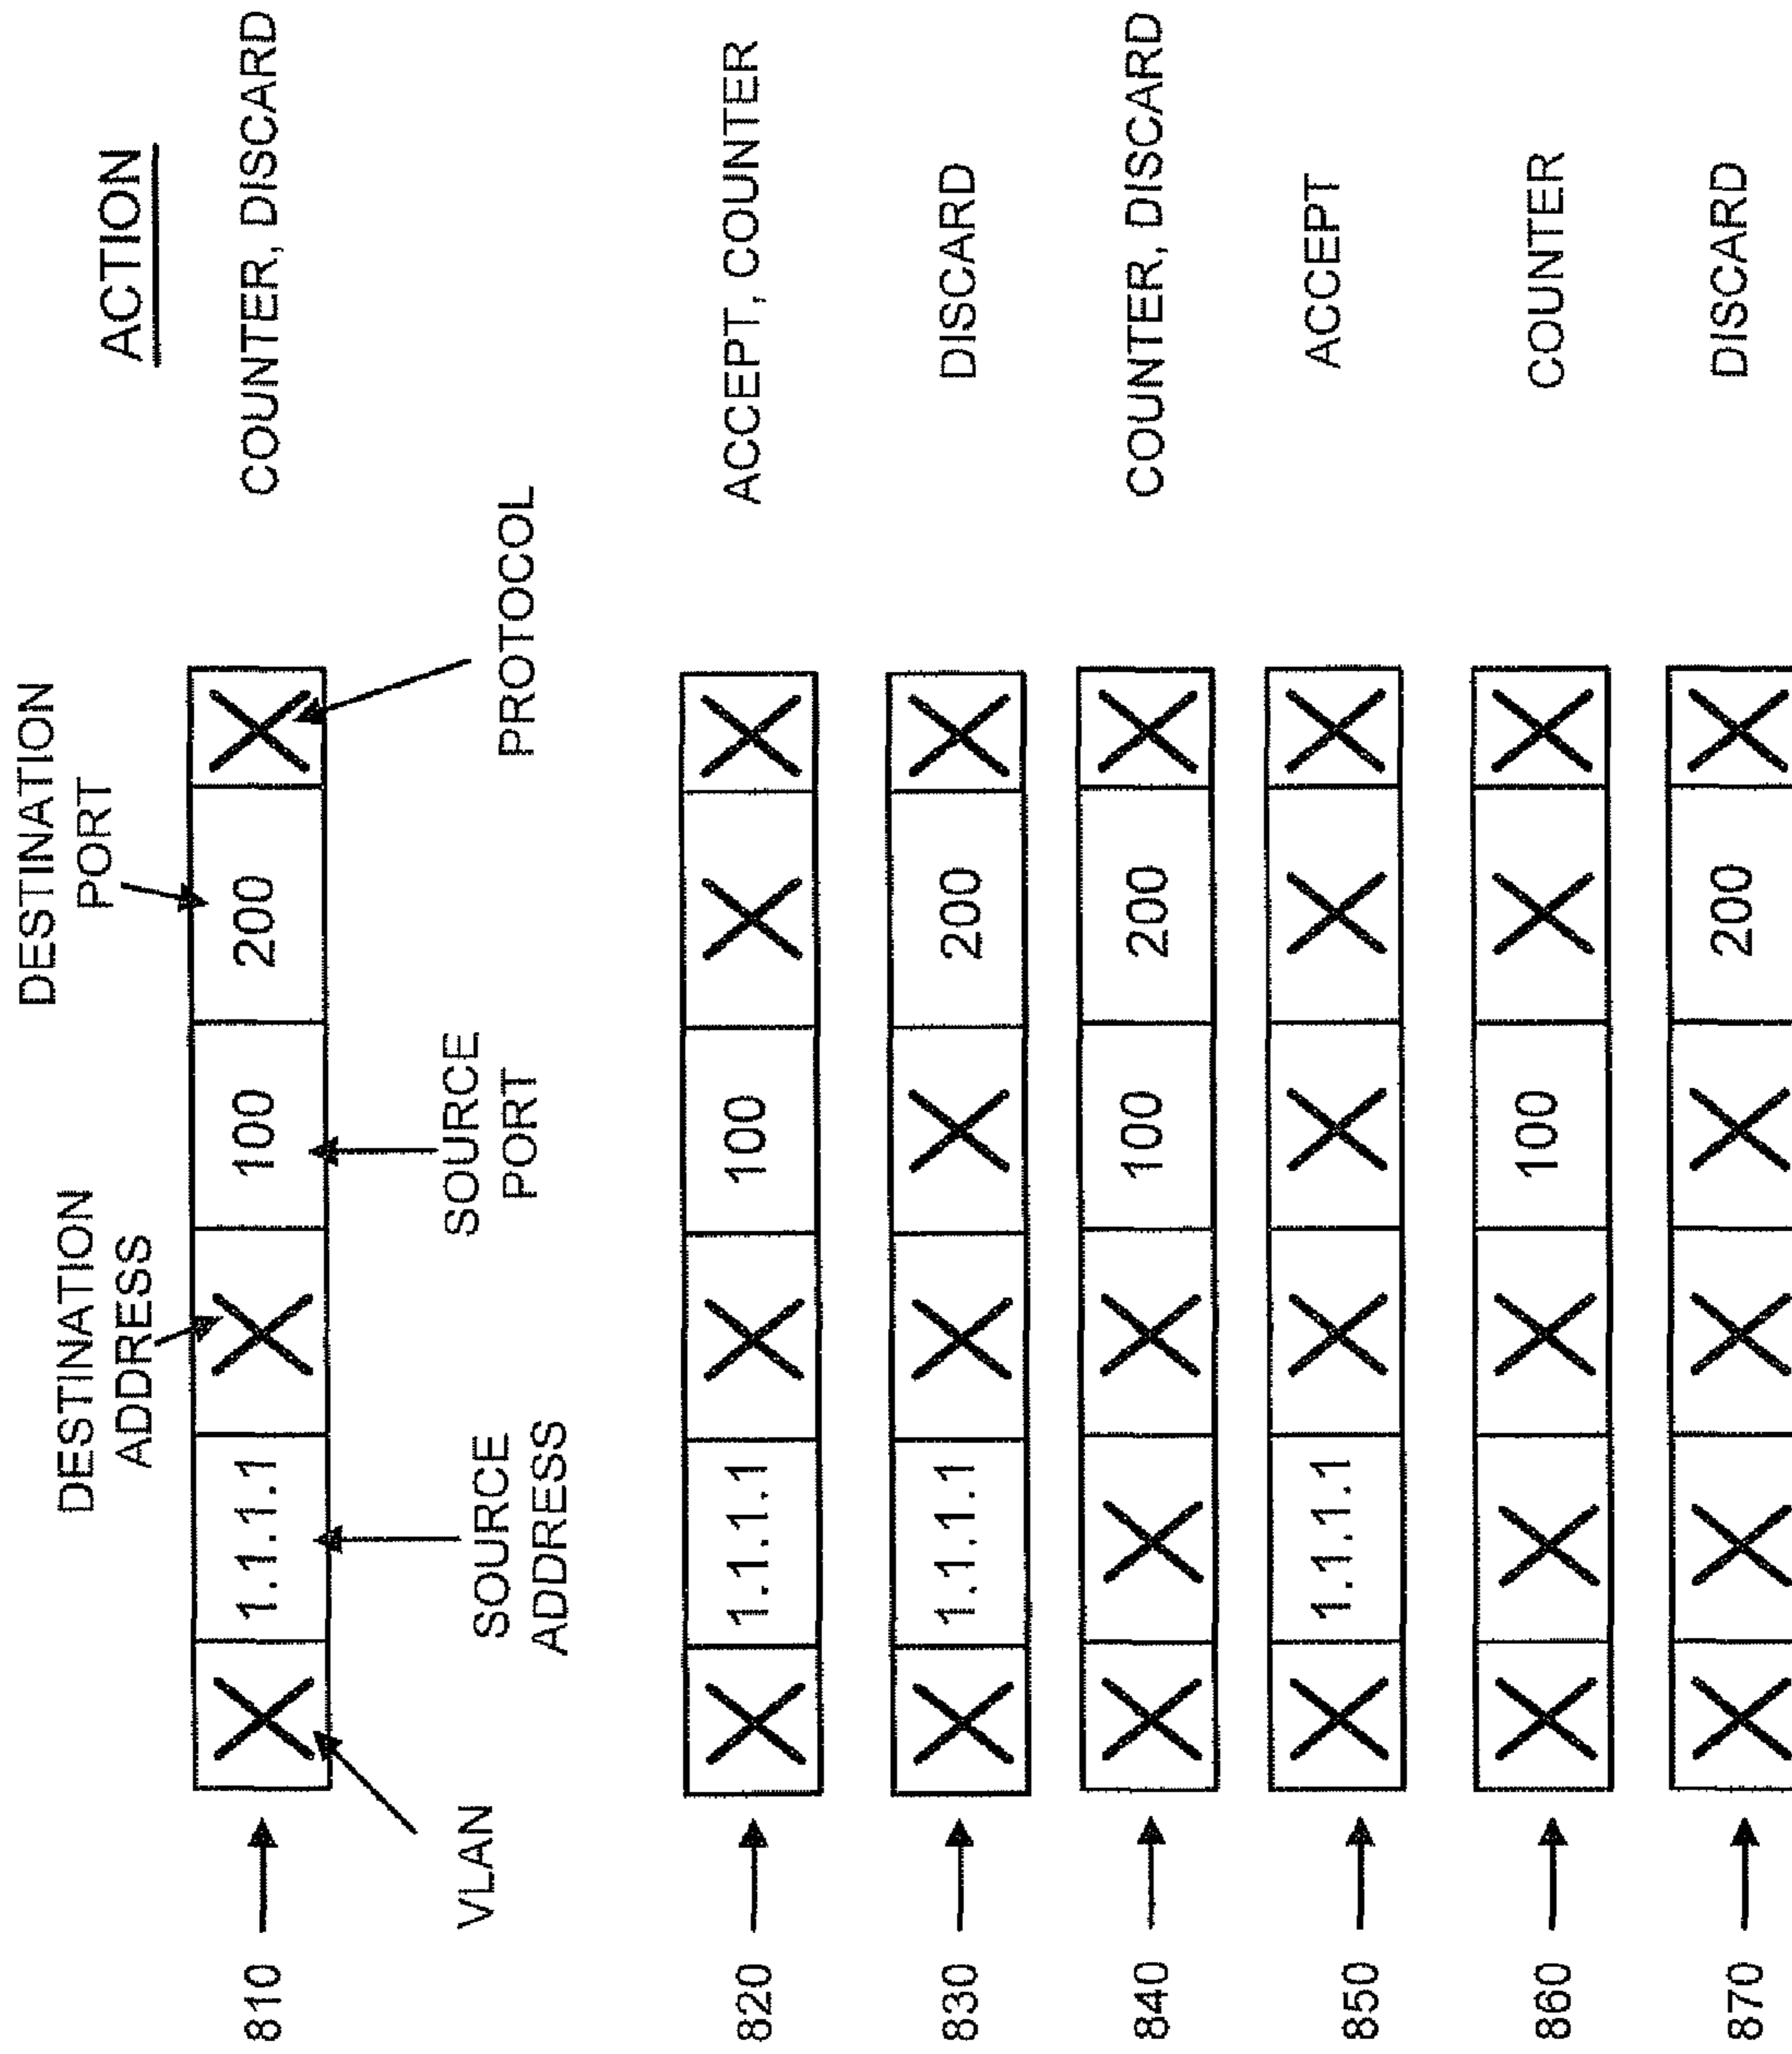 DESTINATION
PORT
DESTINATION
ADDRESS
ACTION
810 X 1.1.1.1 X 100 200 X COUNTER, DISCARD
VLAN
SOURCE
ADDRESS
SOURCE
PORT
PROTOCOL
820 X 1.1.1.1 X 100 X X ACCEPT, COUNTER
830 X 1.1.1.1 X X 200 X DISCARD
840 X X X 100 200 X COUNTER, DISCARD
850 X 1.1.1.1 X X X X ACCEPT
860 X X X 100 X X COUNTER
870 X X X X 200 X DISCARD